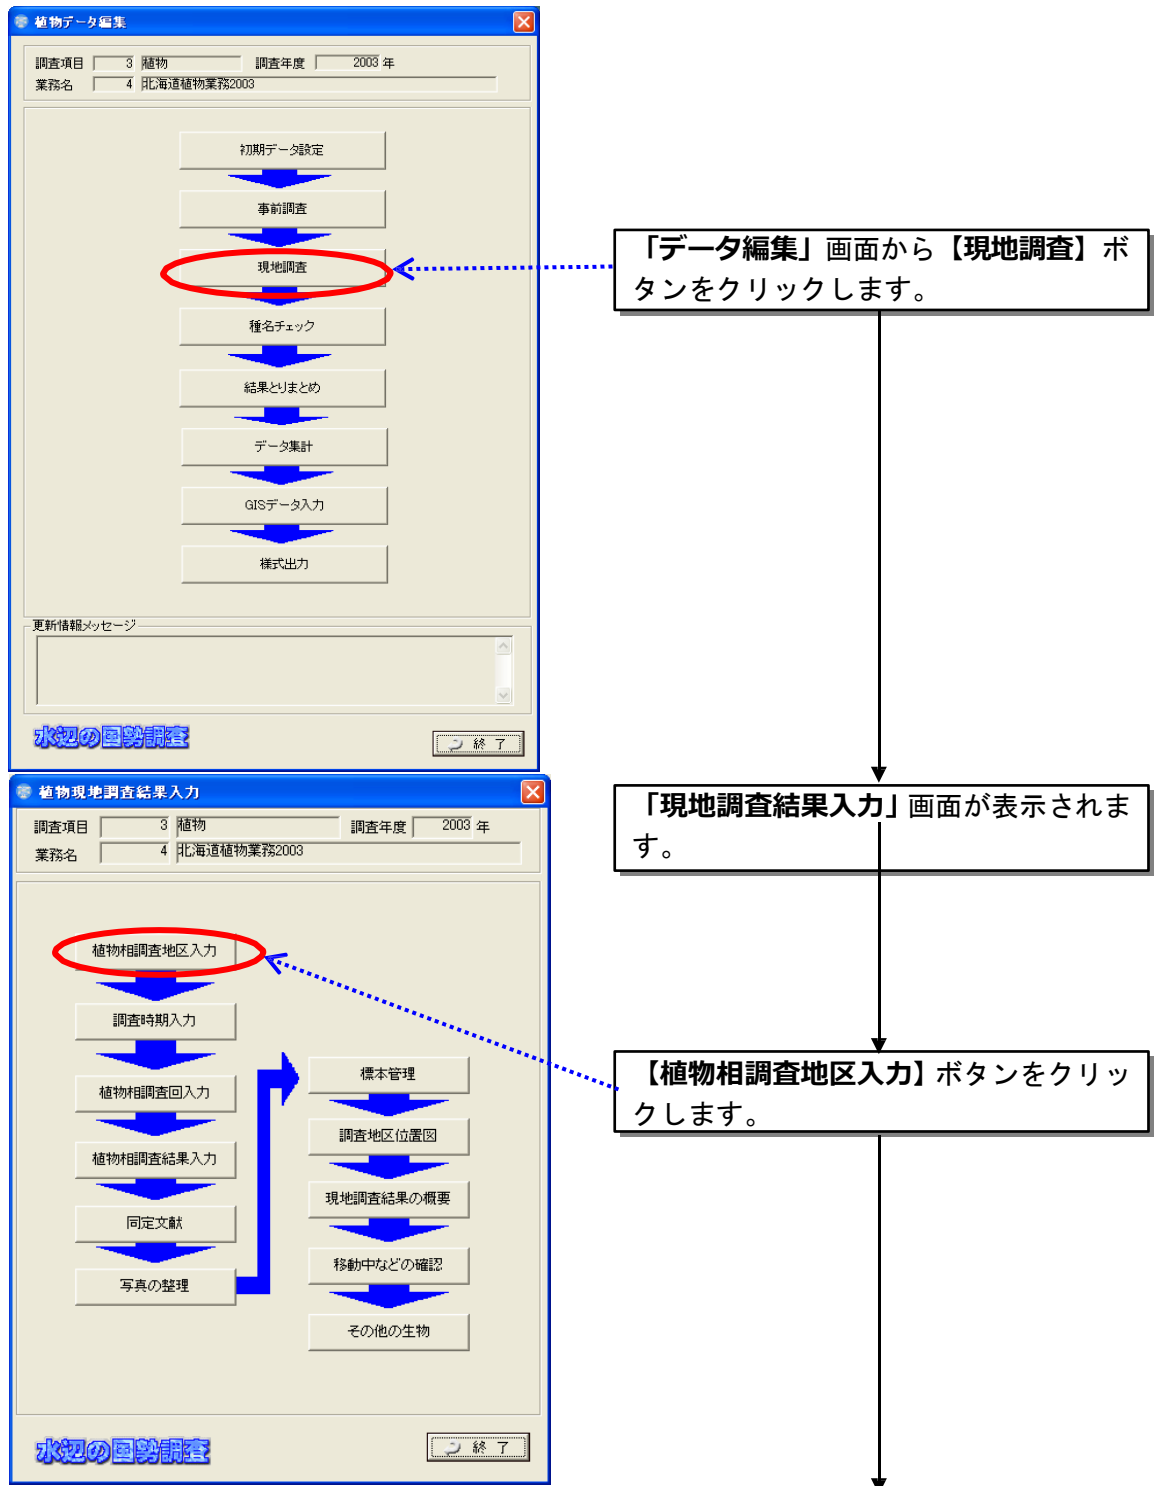 植物データ編集
調査項目 3 植物 調査年度 2003 年
業務名 4 北海道植物業務2003
初期データ設定
事前調査
現地調査
種名チェック
結果とりまとめ
データ集計
GISデータ入力
様式出力
更新情報メッセージ
水辺の国勢調査
終 了
「データ編集」画面から【現地調査】ボ
タンをクリックします。
植物現地調査結果入力
調査項目 3 植物 調査年度 2003 年
業務名 4 北海道植物業務2003
植物相調査地区入力
調査時期入力
植物相調査回入力
植物相調査結果入力
同定文献
写真の整理
標本管理
調査地区位置図
現地調査結果の概要
移動中などの確認
その他の生物
水辺の国勢調査
終 了
「現地調査結果入力」画面が表示されま
す。
【植物相調査地区入力】ボタンをクリッ
クします。